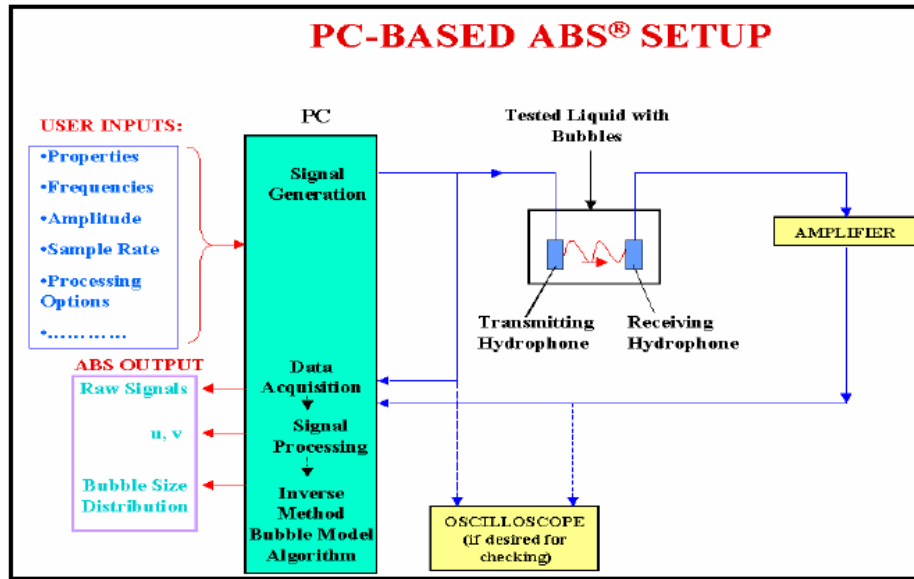 PC-BASED ABS® SETUP
PC
USER INPUTS:
•Properties
•Frequencies
•Amplitude
•Sample Rate
•Processing
Options
•…………
Signal
Generation
Tested Liquid with
Bubbles
AMPLIFIER
Transmitting
Hydrophone
Receiving
Hydrophone
ABS OUTPUT
Raw Signals
u, v
Bubble Size
Distribution
Data
Acquisition
Signal
Processing
Inverse
Method
Bubble Model
Algorithm
OSCILLOSCOPE
(if desired for
checking)